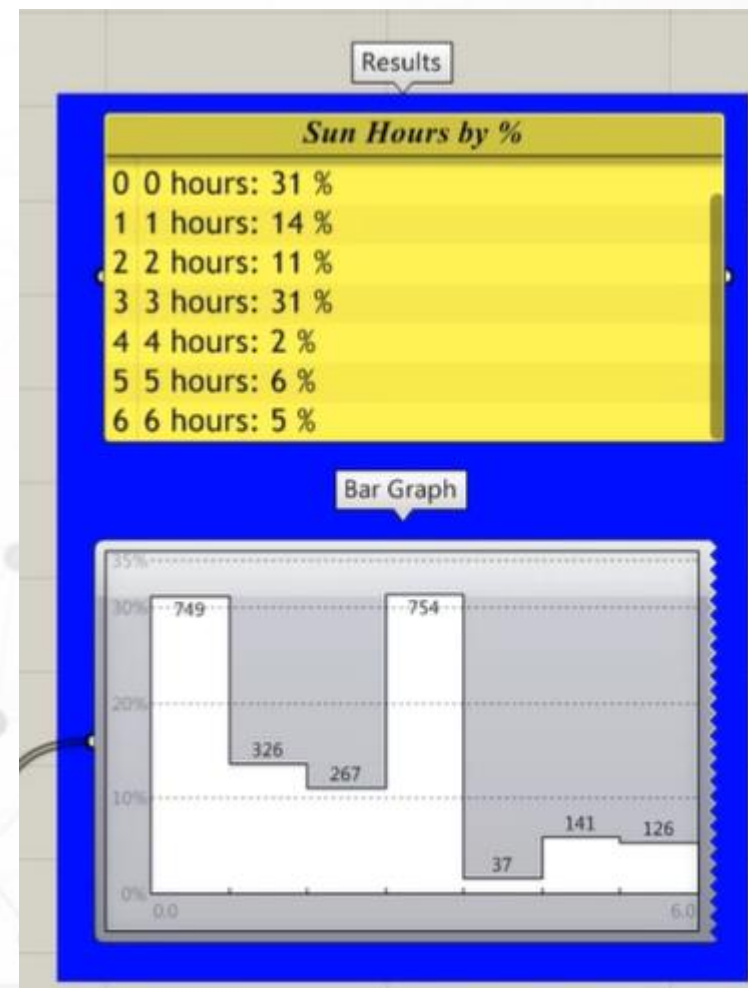 Results
Sun Hours by %
0 0 hours: 31 %
1 1 hours: 14 %
2 2 hours: 11 %
3 3 hours: 31 %
4 4 hours: 2 %
5 5 hours: 6 %
6 6 hours: 5 %
Bar Graph
35%
30% 749 754
20%
326
267
10%
141 126
37
0%
0.0 6.0